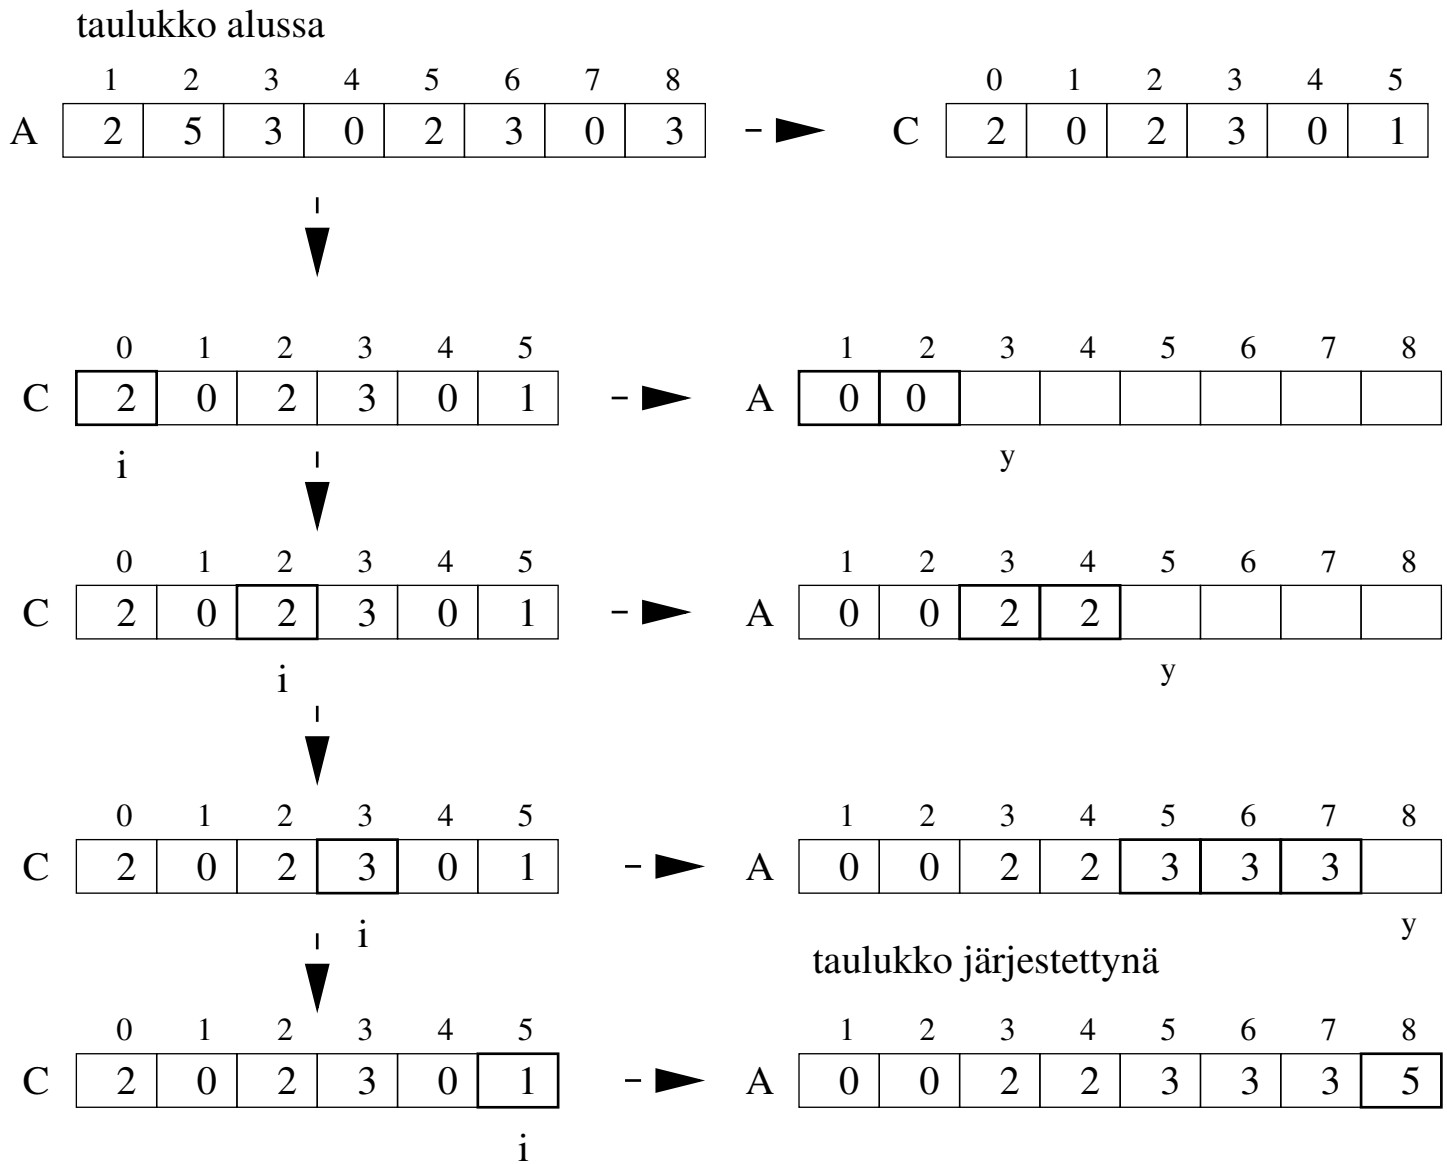 taulukko alussa
1 2 3 4 5 6 7 8 0 1 2 3 4 5
A 2 5 3 0 2 3 0 3 C 2 0 2 3 0 1
0 1 2 3 4 5 1 2 3 4 5 6 7 8
C 2 0 2 3 0 1 A 0 0
i y
0 1 2 3 4 5 1 2 3 4 5 6 7 8
C 2 0 2 3 0 1 A 0 0 2 2
i y
0 1 2 3 4 5 1 2 3 4 5 6 7 8
C 2 0 2 3 0 1 A 0 0 2 2 3 3 3
i y
taulukko järjestettynä
0 1 2 3 4 5 1 2 3 4 5 6 7 8
C 2 0 2 3 0 1 A 0 0 2 2 3 3 3 5
i